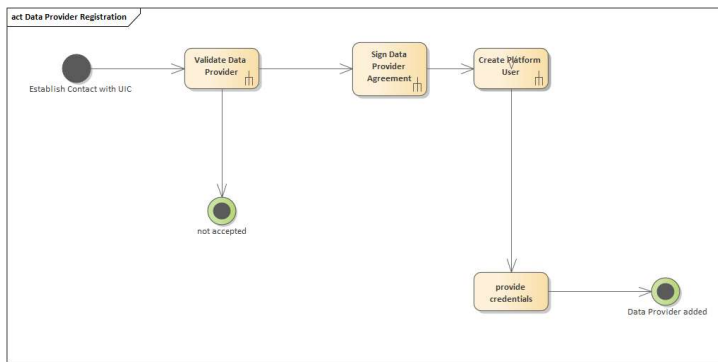 act Data Provider Registration
Establish Contact with UIC
Validate Data
Provider
Sign Data
Provider
Agreement
Create Platform
User
not accepted
provide
credentials
Data Provider added